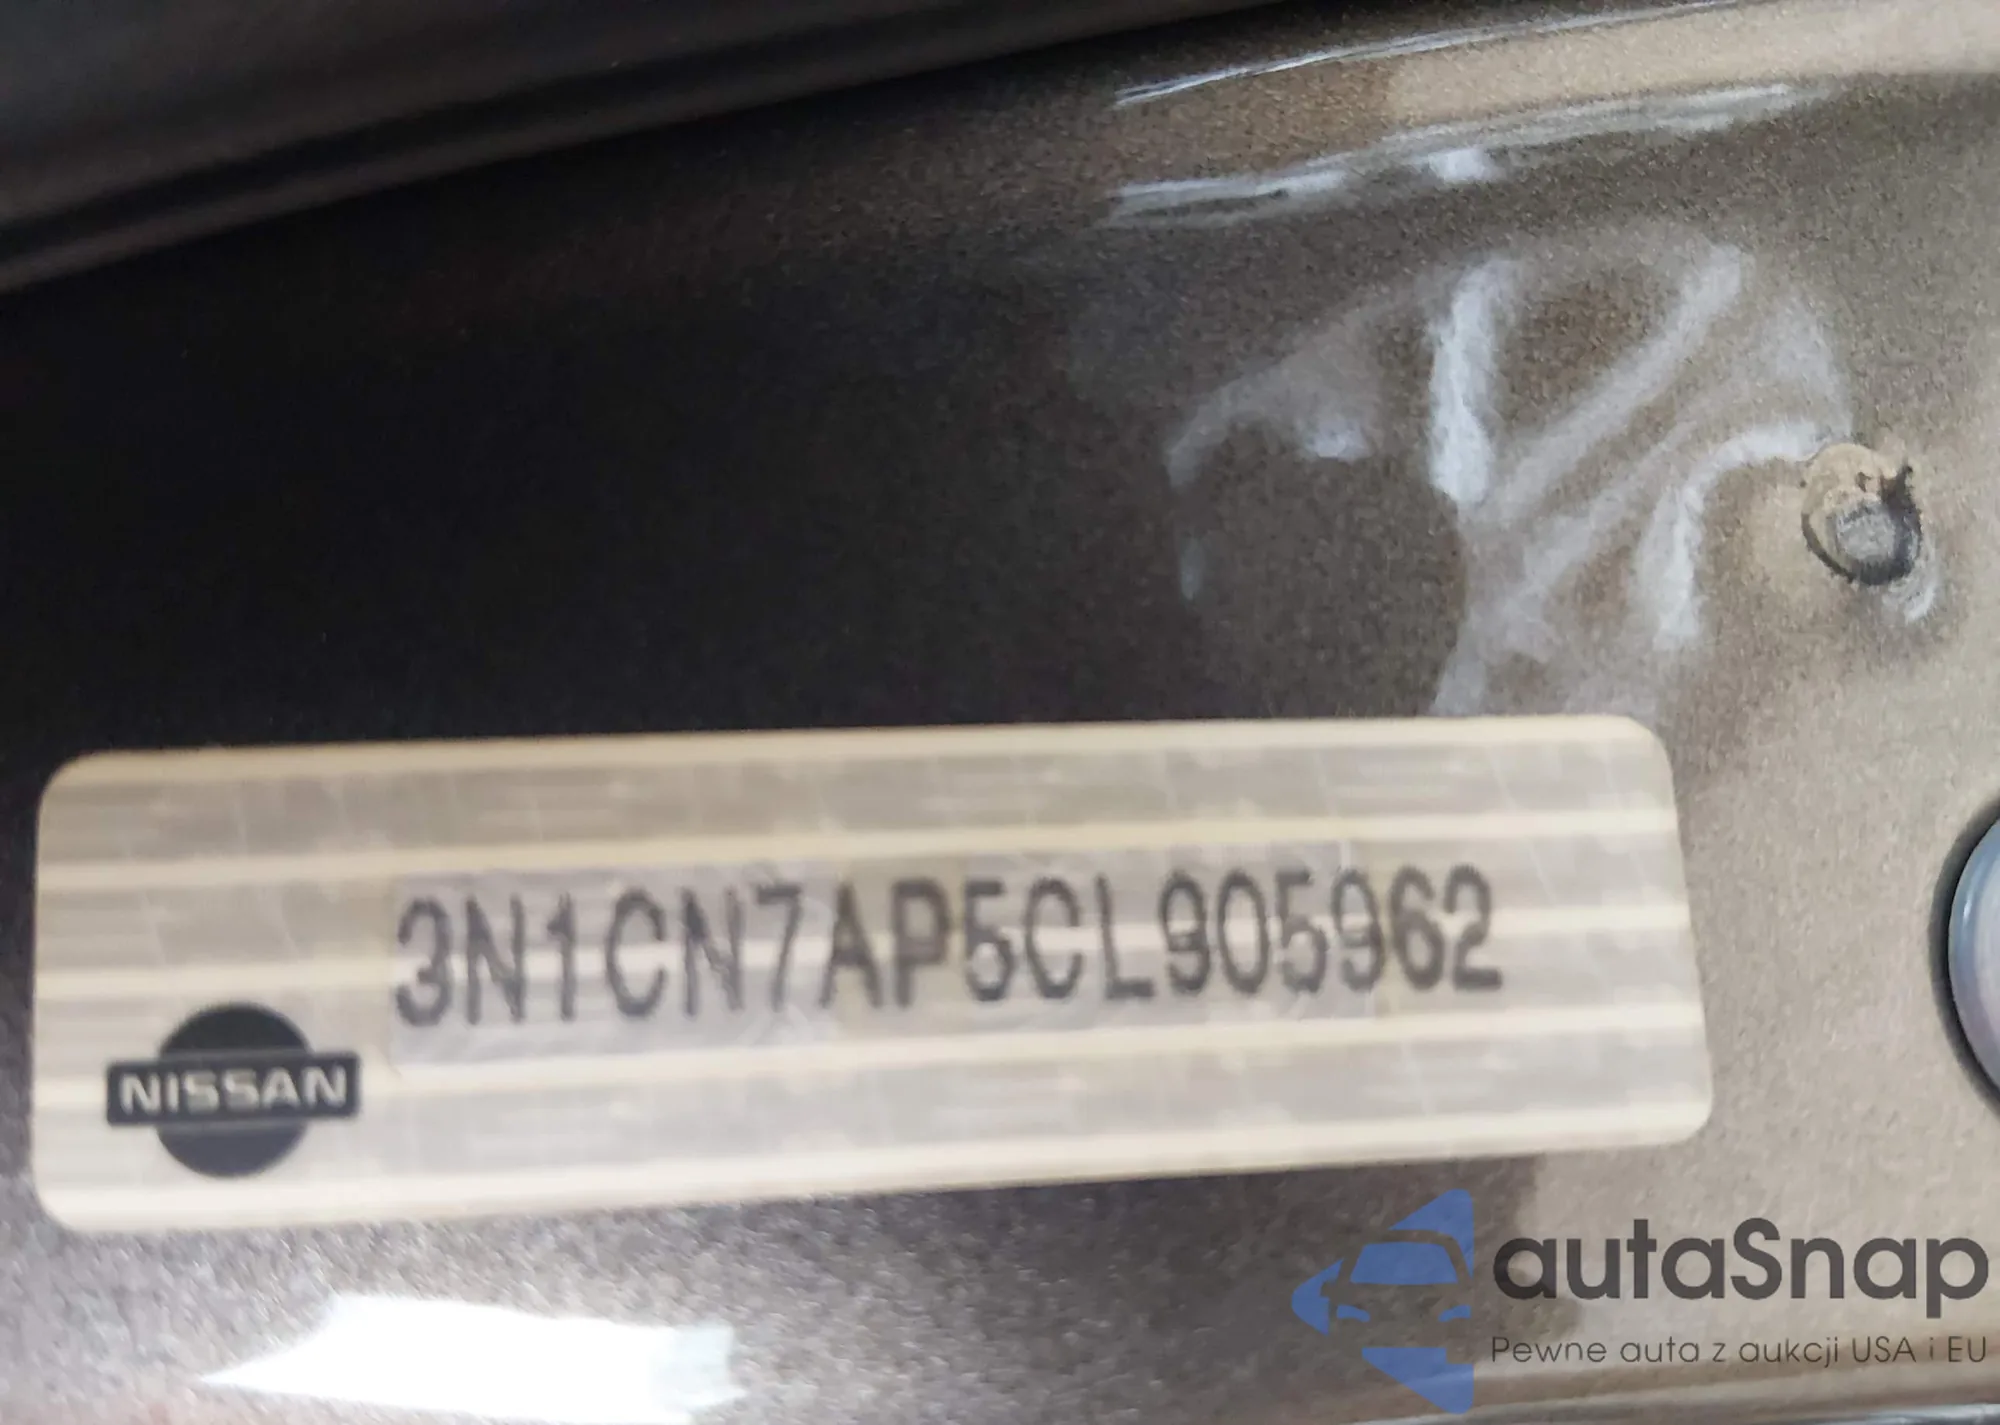 3N1CN7AP5CL905962
NISSAN
autaSnap
Pewne auta z aukcji USA i EU